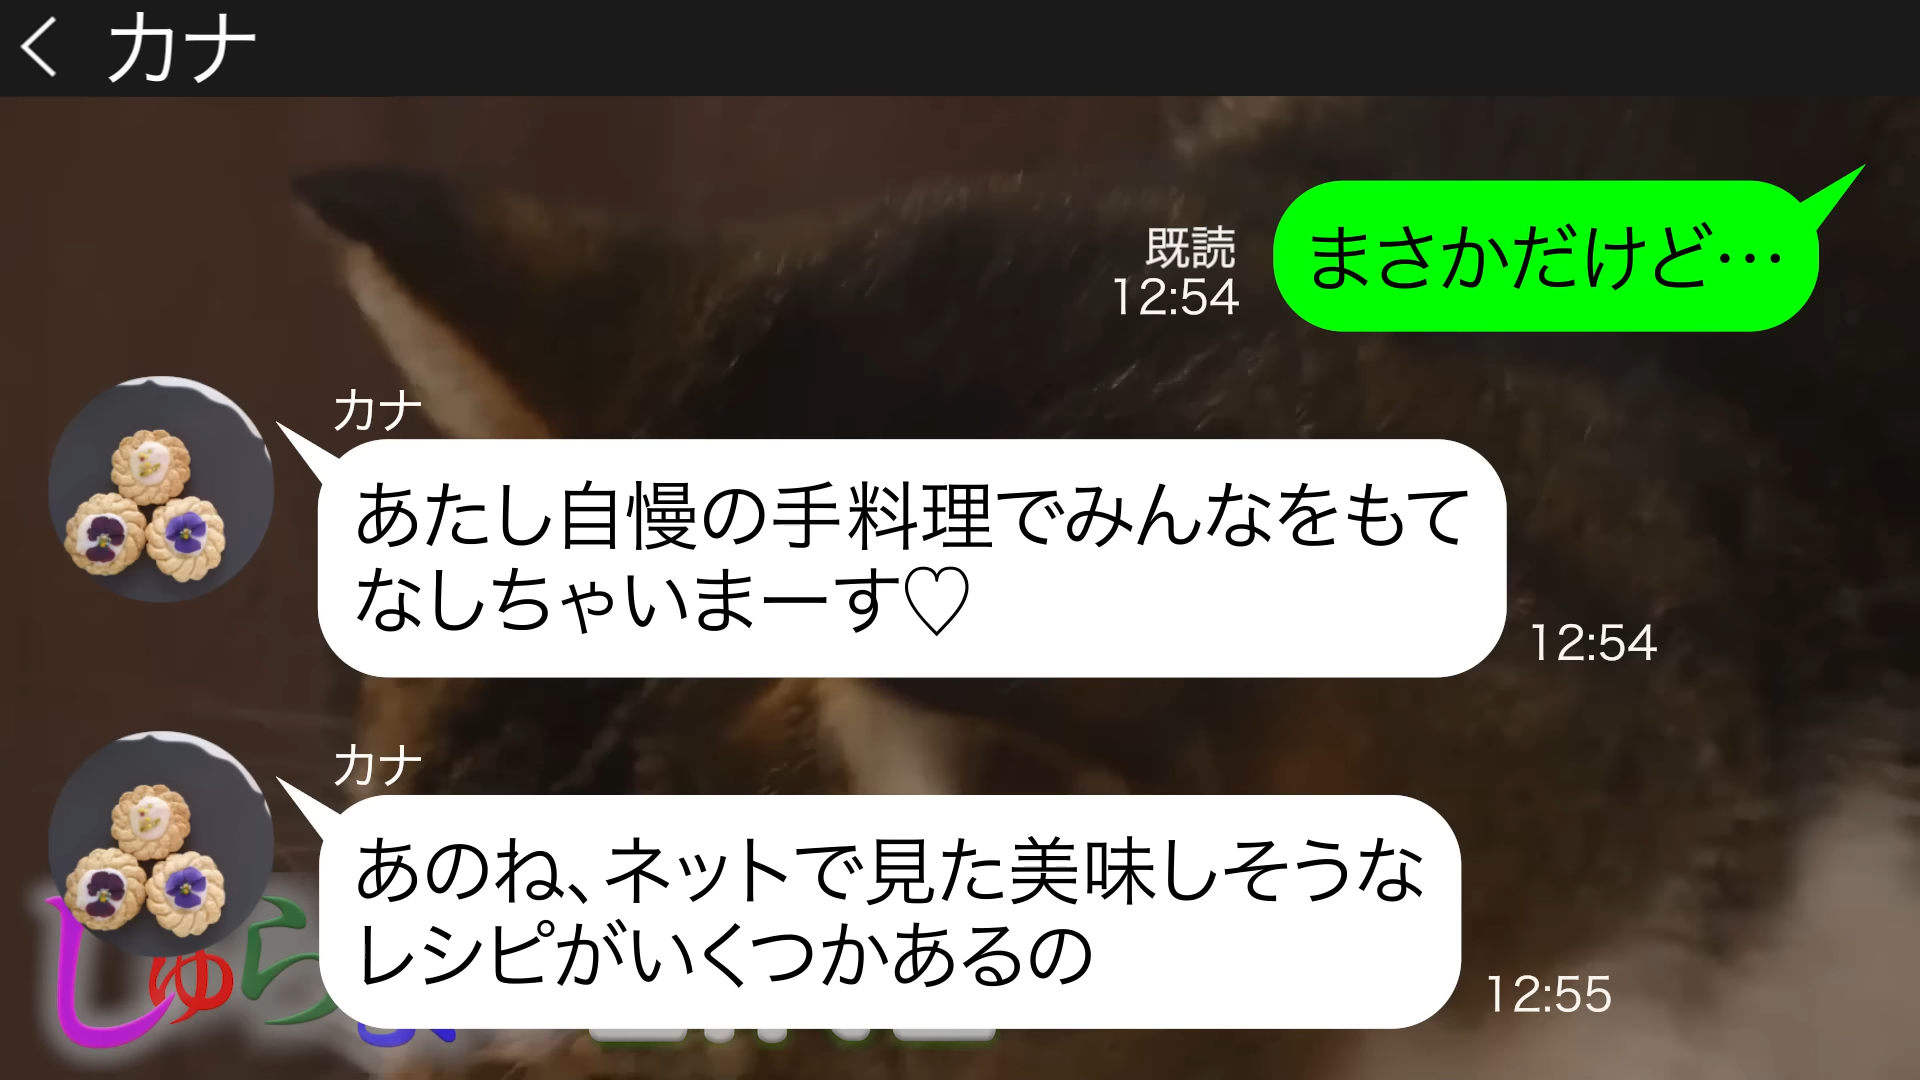 カナ
まさかだけど…
既読
12:54
カナ
あたし自慢の手料理でみんなをもて
なしちゃいまーす♡
12:54
カナ
あのね、ネットで見た美味しそうな
レシピがいくつかあるの
12:55
しゅら